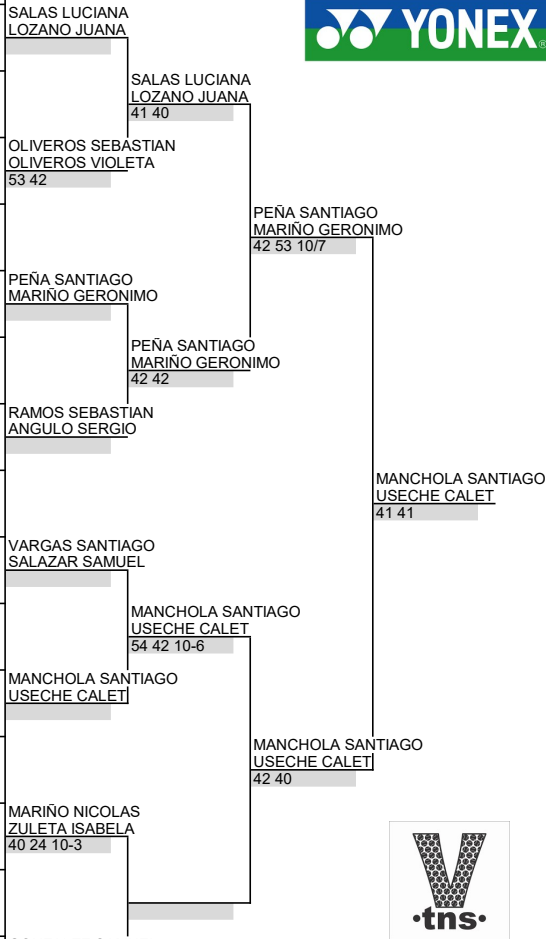 SALAS LUCIANA
LOZANO JUANA
YONEX®
SALAS LUCIANA
LOZANO JUANA
41 40
OLIVEROS SEBASTIAN
OLIVEROS VIOLETA
53 42
PEÑA SANTIAGO
MARIÑO GERONIMO
42 53 10/7
PEÑA SANTIAGO
MARIÑO GERONIMO
PEÑA SANTIAGO
MARIÑO GERONIMO
42 42
RAMOS SEBASTIAN
ANGULO SERGIO
MANCHOLA SANTIAGO
USECHE CALET
41 41
VARGAS SANTIAGO
SALAZAR SAMUEL
MANCHOLA SANTIAGO
USECHE CALET
54 42 10-6
MANCHOLA SANTIAGO
USECHE CALET
MANCHOLA SANTIAGO
USECHE CALET
42 40
MARIÑO NICOLAS
ZULETA ISABELA
40 24 10-3
V
•tns•